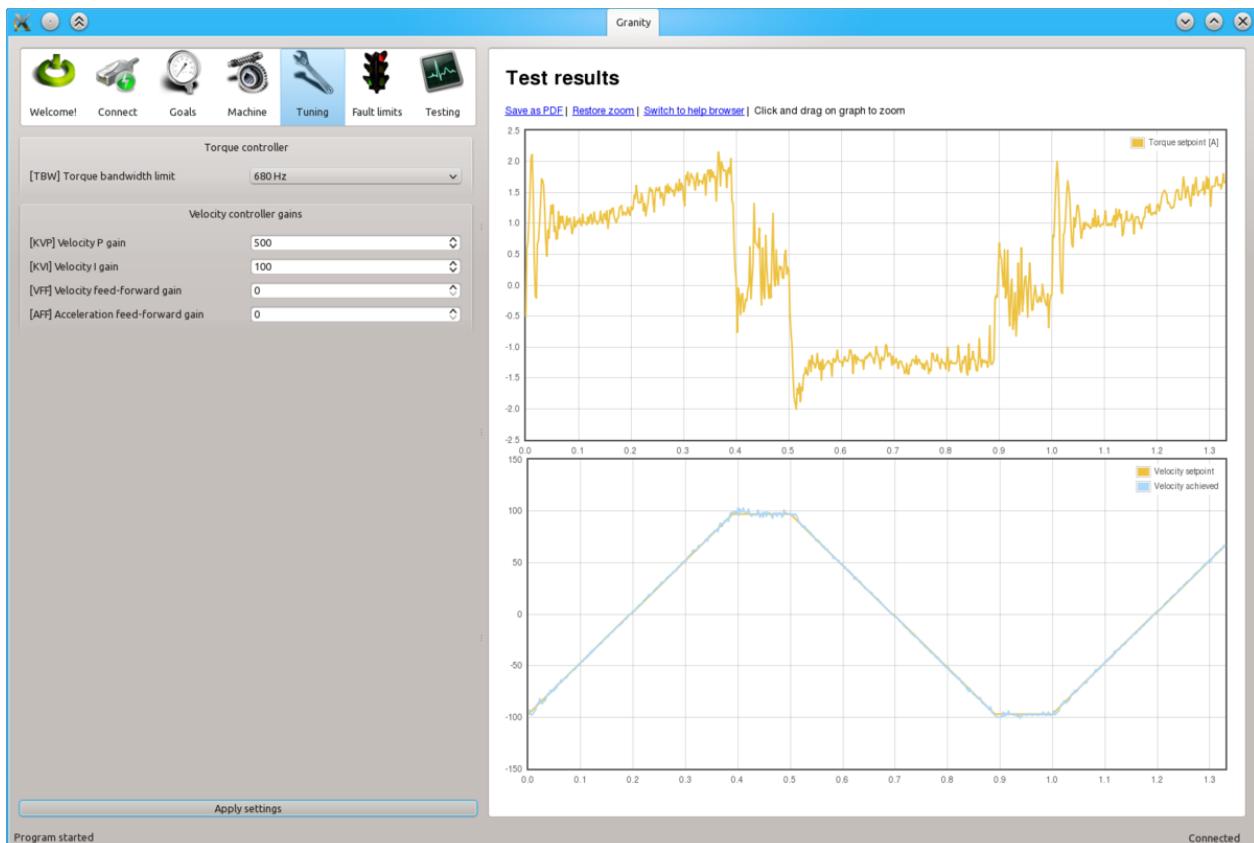 Granity
Welcome! Connect Goals Machine Tuning Fault limits Testing
Torque controller
[TBW] Torque bandwidth limit 680 Hz
Velocity controller gains
[KVP] Velocity P gain 500
[KVI] Velocity I gain 100
[VFF] Velocity feed-forward gain 0
[AFF] Acceleration feed-forward gain 0
Apply settings
Program started
Test results
Save as PDF | Restore zoom | Switch to help browser | Click and drag on graph to zoom
Torque setpoint [A]
2.5
2.0
1.5
1.0
0.5
0.0
-0.5
-1.0
-1.5
-2.0
-2.5
0.0 0.1 0.2 0.3 0.4 0.5 0.6 0.7 0.8 0.9 1.0 1.1 1.2 1.3
Velocity setpoint
Velocity achieved
150
100
50
0
-50
-100
-150
0.0 0.1 0.2 0.3 0.4 0.5 0.6 0.7 0.8 0.9 1.0 1.1 1.2 1.3
Connected